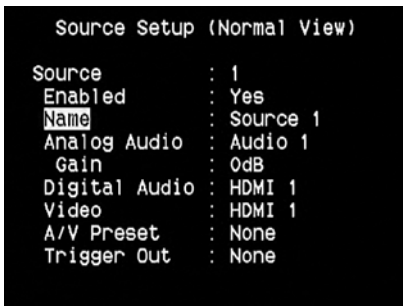 Source Setup (Normal View)
Source : 1
Enabled : Yes
Name : Source 1
Analog Audio : Audio 1
Gain : 0dB
Digital Audio : HDMI 1
Video : HDMI 1
A/V Preset : None
Trigger Out : None